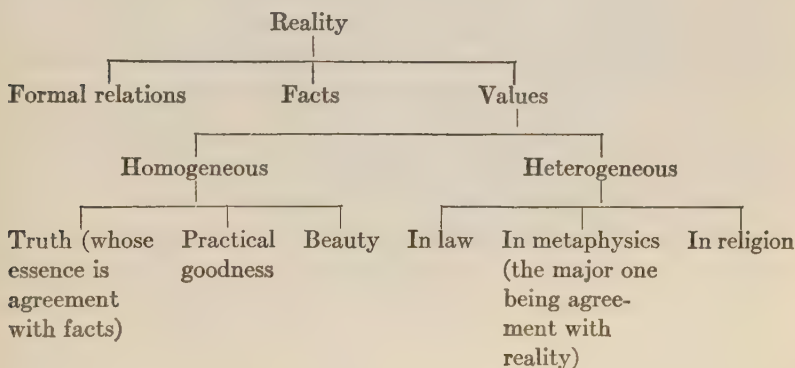 Reality
Formal relations Facts Values
Homogeneous Heterogeneous
Truth (whose Practical Beauty In law In metaphysics In religion
essence is goodness (the major one
agreement being agree-
with facts) ment with
reality)